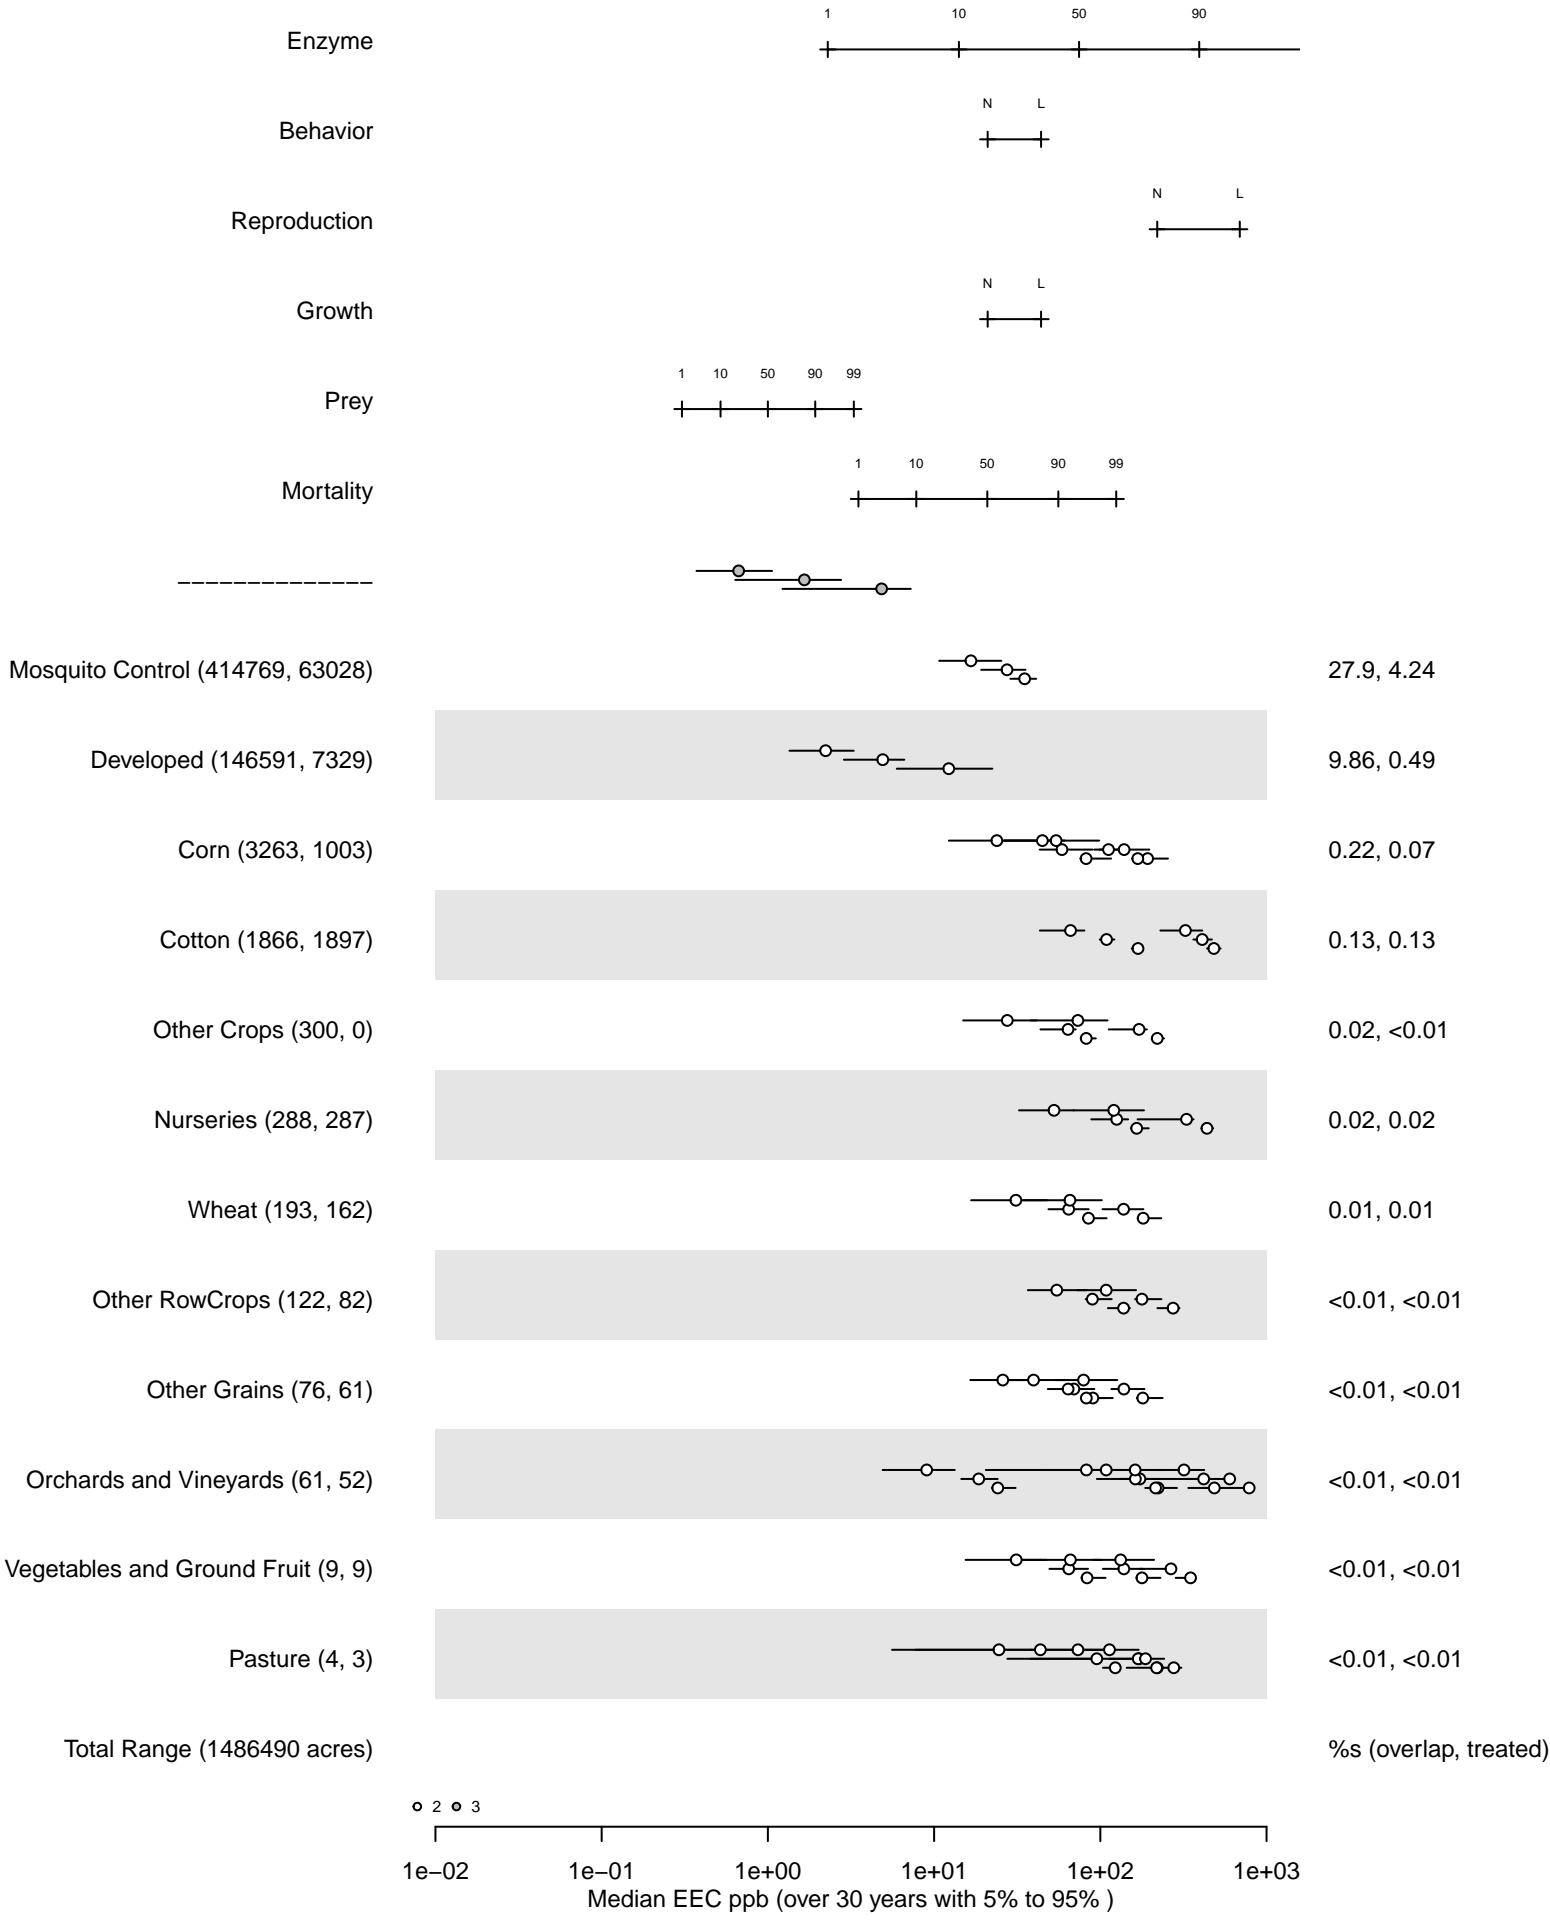 1 10 50 90
Enzyme
N L
Behavior
N L
Reproduction
N L
Growth
1 10 50 90 99
Prey
1 10 50 90 99
Mortality
−−−−−−−−−−−−−−
Mosquito Control (414769, 63028) 27.9, 4.24
Developed (146591, 7329) 9.86, 0.49
Corn (3263, 1003) 0.22, 0.07
Cotton (1866, 1897) 0.13, 0.13
Other Crops (300, 0) 0.02, <0.01
Nurseries (288, 287) 0.02, 0.02
Wheat (193, 162) 0.01, 0.01
Other RowCrops (122, 82) <0.01, <0.01
Other Grains (76, 61) <0.01, <0.01
Orchards and Vineyards (61, 52) <0.01, <0.01
Vegetables and Ground Fruit (9, 9) <0.01, <0.01
Pasture (4, 3) <0.01, <0.01
Total Range (1486490 acres) %s (overlap, treated)
2 3
1e−02 1e−01 1e+00 1e+01 1e+02 1e+03
Median EEC ppb (over 30 years with 5% to 95% )